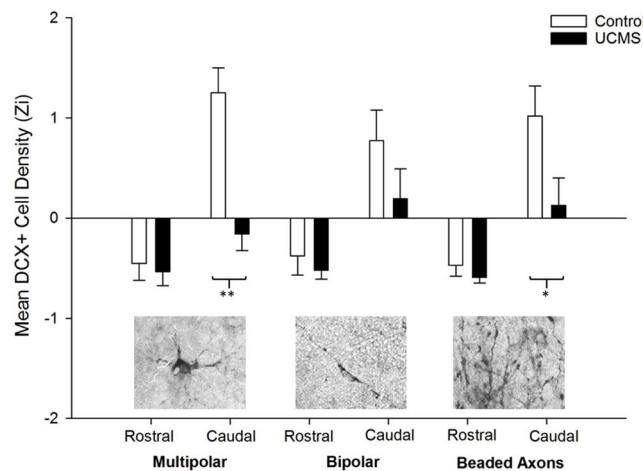 Mean DCX+ Cell Density (Zi)
2
1
0
-1
-2
Control
UCMS
**
*
Rostral Caudal Rostral Caudal Rostral Caudal
Multipolar Bipolar Beaded Axons